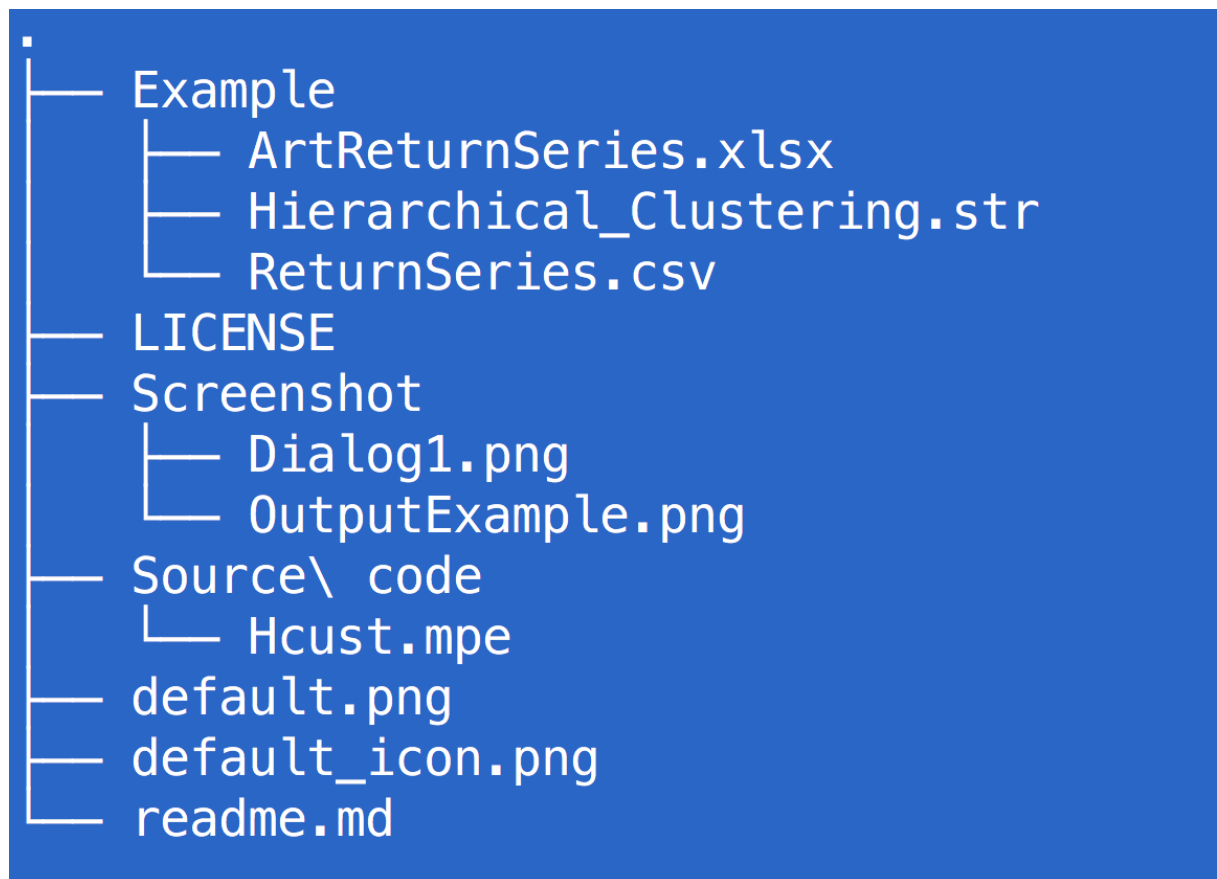 .
├── Example
│   ├── ArtReturnSeries.xlsx
│   ├── Hierarchical_Clustering.str
│   └── ReturnSeries.csv
├── LICENSE
├── Screenshot
│   ├── Dialog1.png
│   └── OutputExample.png
├── Source\ code
│   └── Hcust.mpe
├── default.png
├── default_icon.png
└── readme.md